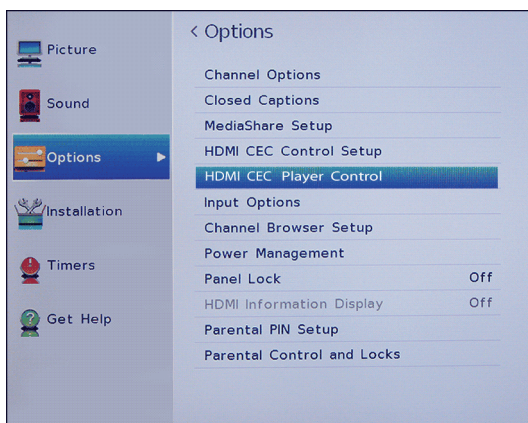 Picture
Sound
Options
Installation
Timers
Get Help
< Options
Channel Options
Closed Captions
MediaShare Setup
HDMI CEC Control Setup
HDMI CEC Player Control
Input Options
Channel Browser Setup
Power Management
Panel Lock Off
HDMI Information Display Off
Parental PIN Setup
Parental Control and Locks